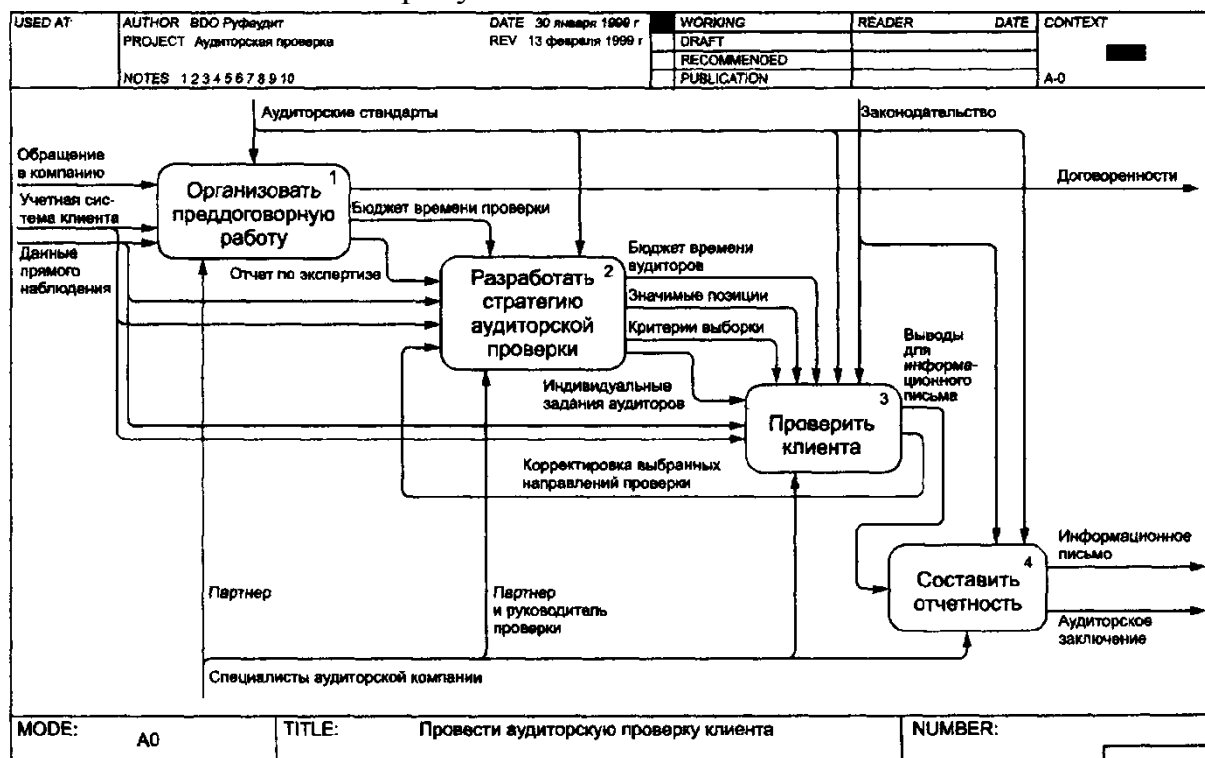 USED AT:
AUTHOR BDO Руфаудит
DATE 30 января 1999 г
PROJECT Аудиторская проверка
REV 13 февраля 1999 г
NOTES 1 2 3 4 5 6 7 8 9 10
WORKING
DRAFT
RECOMMENDED
PUBLICATION
READER DATE
CONTEXT
A-0
Аудиторские стандарты
Законодательство
Обращение
в компанию
Учетная сис-
тема клиента
Данные
прямого
наблюдения
1
Организовать
преддоговорную
работу
Договоренности
Бюджет времени проверки
Отчет по экспертизе
2
Разработать
стратегию
аудиторской
проверки
Бюджет времени
аудиторов
Значимые позиции
Критерии выборки
Индивидуальные
задания аудиторов
Выводы
для
информа-
ционного
письма
3
Проверить
клиента
Корректировка выбранных
направлений проверки
4
Составить
отчетность
Информационное
письмо
Аудиторское
заключение
Партнер
Партнер
и руководитель
проверки
Специалисты аудиторской компании
MODE:
A0
TITLE: Провести аудиторскую проверку клиента
NUMBER: